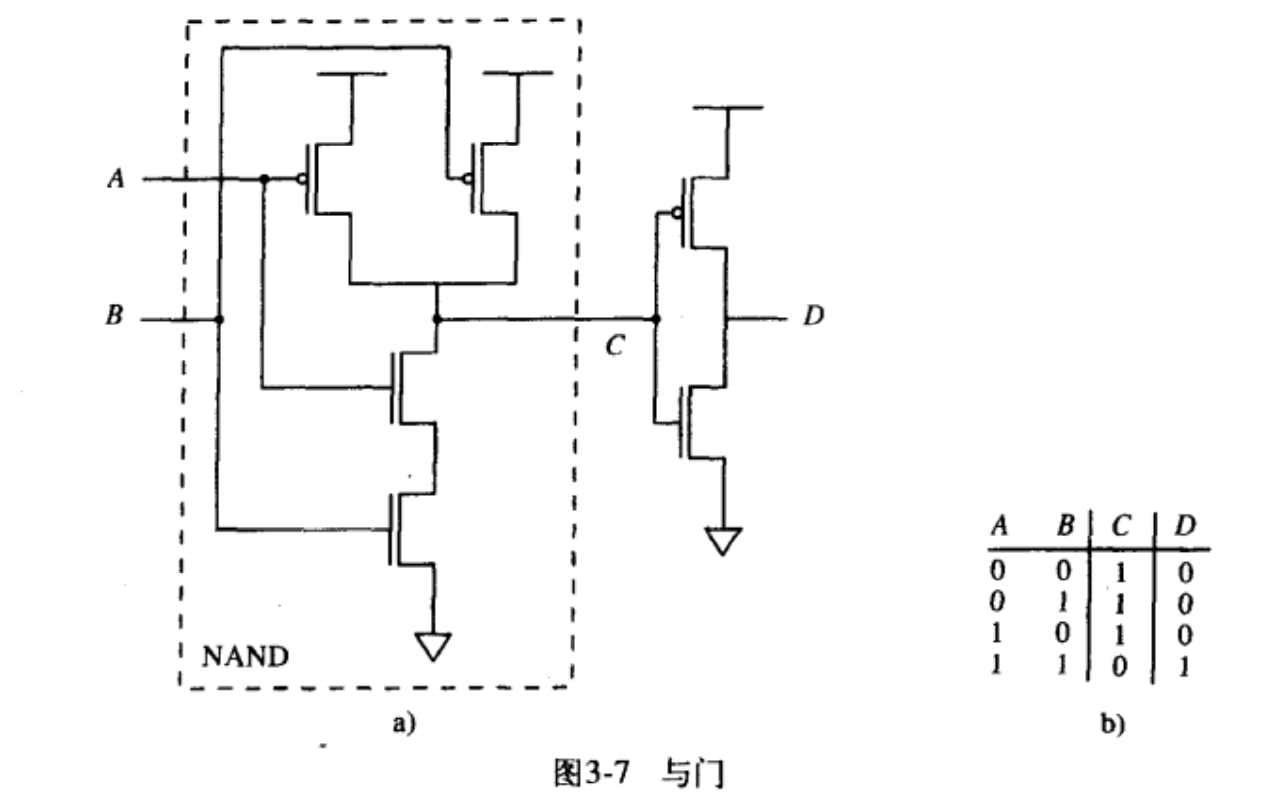 A
B
C
D
NAND
a)
A B C D
0 0 1 0
0 1 1 0
1 0 1 0
1 1 0 1
b)
图3-7 与门